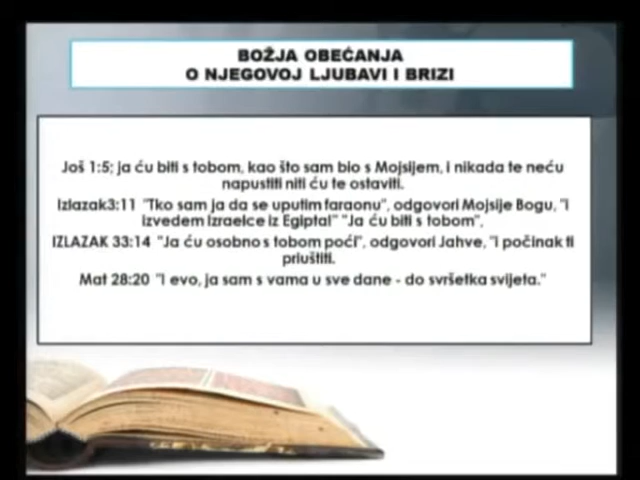 BOŽJA OBEĆANJA
O NJEGOVOJ LJUBAVI I BRIZI
Još 1:5; ja ću biti s tobom, kao što sam bio s Mojsijem, i nikada te neću
napustiti niti ću te ostaviti.
Izlazak3:11 "Tko sam ja da se uputim faraonu", odgovori Mojsije Bogu, "i
izvedem Izraelce iz Egipta!" "Ja ću biti s tobom",
IZLAZAK 33:14 "Ja ću osobno s tobom poći", odgovori Jahve, "i počinak ti
priuštiti.
Mat 28:20 "I evo, ja sam s vama u sve dane - do svršetka svijeta."